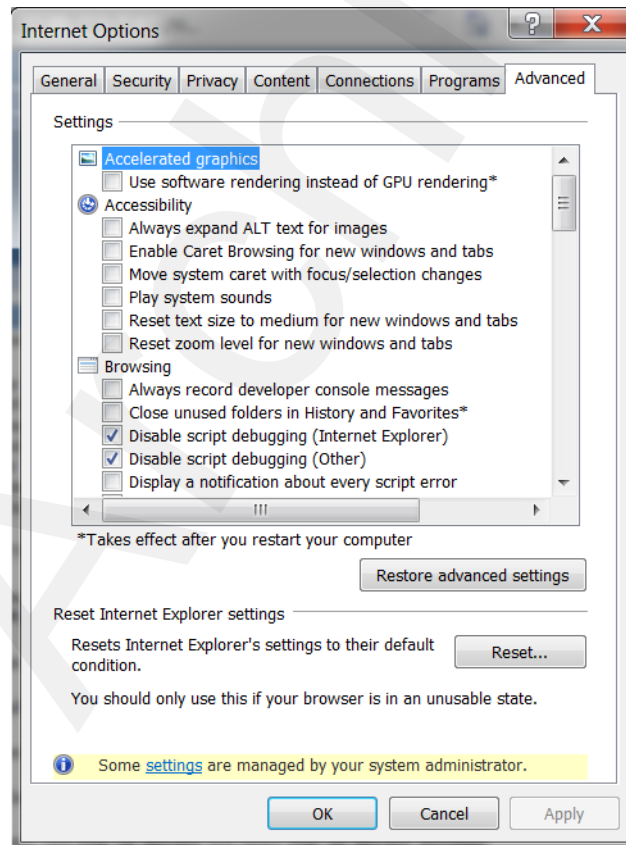 Internet Options
General Security Privacy Content Connections Programs Advanced
Settings
Accelerated graphics
Use software rendering instead of GPU rendering*
Accessibility
Always expand ALT text for images
Enable Caret Browsing for new windows and tabs
Move system caret with focus/selection changes
Play system sounds
Reset text size to medium for new windows and tabs
Reset zoom level for new windows and tabs
Browsing
Always record developer console messages
Close unused folders in History and Favorites*
Disable script debugging (Internet Explorer)
Disable script debugging (Other)
Display a notification about every script error
*Takes effect after you restart your computer
Restore advanced settings
Reset Internet Explorer settings
Resets Internet Explorer's settings to their default
condition.
Reset...
You should only use this if your browser is in an unusable state.
Some settings are managed by your system administrator.
OK Cancel Apply